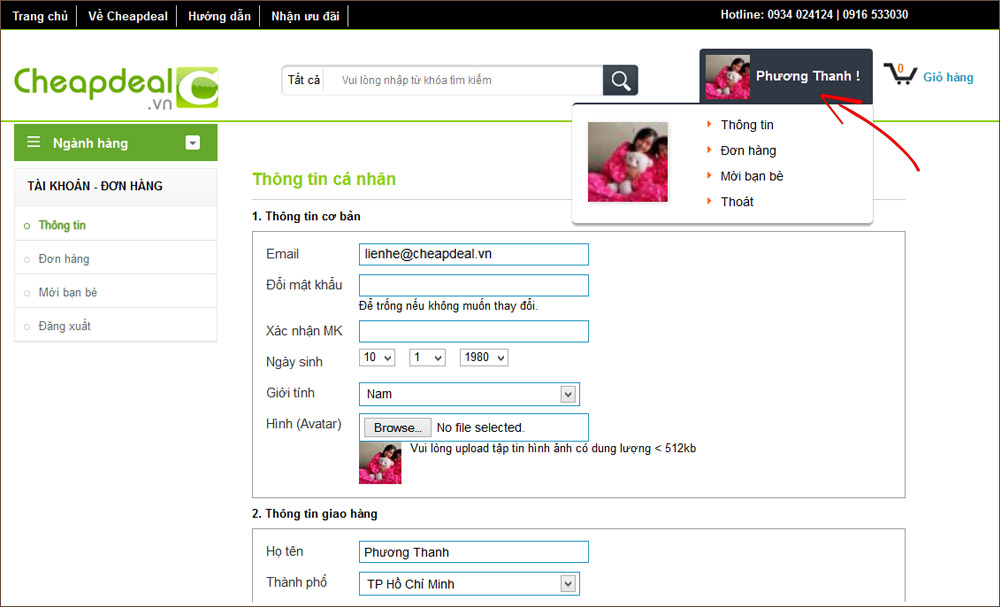 Trang chủ Về Cheapdeal Hướng dẫn Nhận ưu đãi Hotline: 0934 024124 | 0916 533030
Cheapdeal
.vn
Tất cả Vui lòng nhập từ khóa tìm kiếm
Phương Thanh !
0
Giỏ hàng
Thông tin
Đơn hàng
Mời bạn bè
Thoát
Ngành hàng
TÀI KHOẢN - ĐƠN HÀNG
Thông tin
Đơn hàng
Mời bạn bè
Đăng xuất
Thông tin cá nhân
1. Thông tin cơ bản
Email lienhe@cheapdeal.vn
Đổi mật khẩu
Để trống nếu không muốn thay đổi.
Xác nhận MK
Ngày sinh 10 1 1980
Giới tính Nam
Hình (Avatar) Browse... No file selected.
Vui lòng upload tập tin hình ảnh có dung lượng < 512kb
2. Thông tin giao hàng
Họ tên Phương Thanh
Thành phố TP Hồ Chí Minh